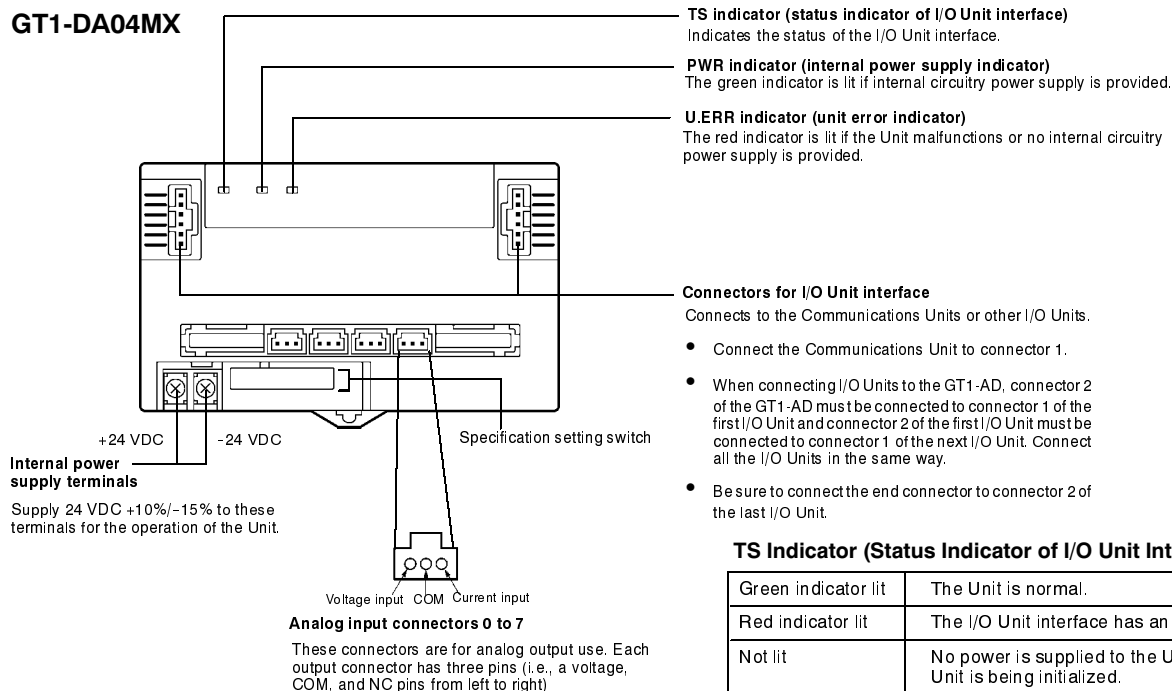 GT1-DA04MX
TS indicator (status indicator of I/O Unit interface)
Indicates the status of the I/O Unit interface.
PWR indicator (internal power supply indicator)
The green indicator is lit if internal circuitry power supply is provided.
U.ERR indicator (unit error indicator)
The red indicator is lit if the Unit malfunctions or no internal circuitry
power supply is provided.
Connectors for I/O Unit interface
Connects to the Communications Units or other I/O Units.
• Connect the Communications Unit to connector 1.
• When connecting I/O Units to the GT1-AD, connector 2
of the GT1-AD must be connected to connector 1 of the
first I/O Unit and connector 2 of the first I/O Unit must be
connected to connector 1 of the next I/O Unit. Connect
all the I/O Units in the same way.
• Be sure to connect the end connector to connector 2 of
the last I/O Unit.
+24 VDC
-24 VDC
Specification setting switch
Internal power
supply terminals
Supply 24 VDC +10%/-15% to these
terminals for the operation of the Unit.
Voltage input COM Current input
Analog input connectors 0 to 7
These connectors are for analog output use. Each
output connector has three pins (i.e., a voltage,
COM, and NC pins from left to right)
TS Indicator (Status Indicator of I/O Unit
Green indicator lit The Unit is normal.
Red indicator lit The I/O Unit interface has an
Not lit No power is supplied to the
Unit is being initialized.